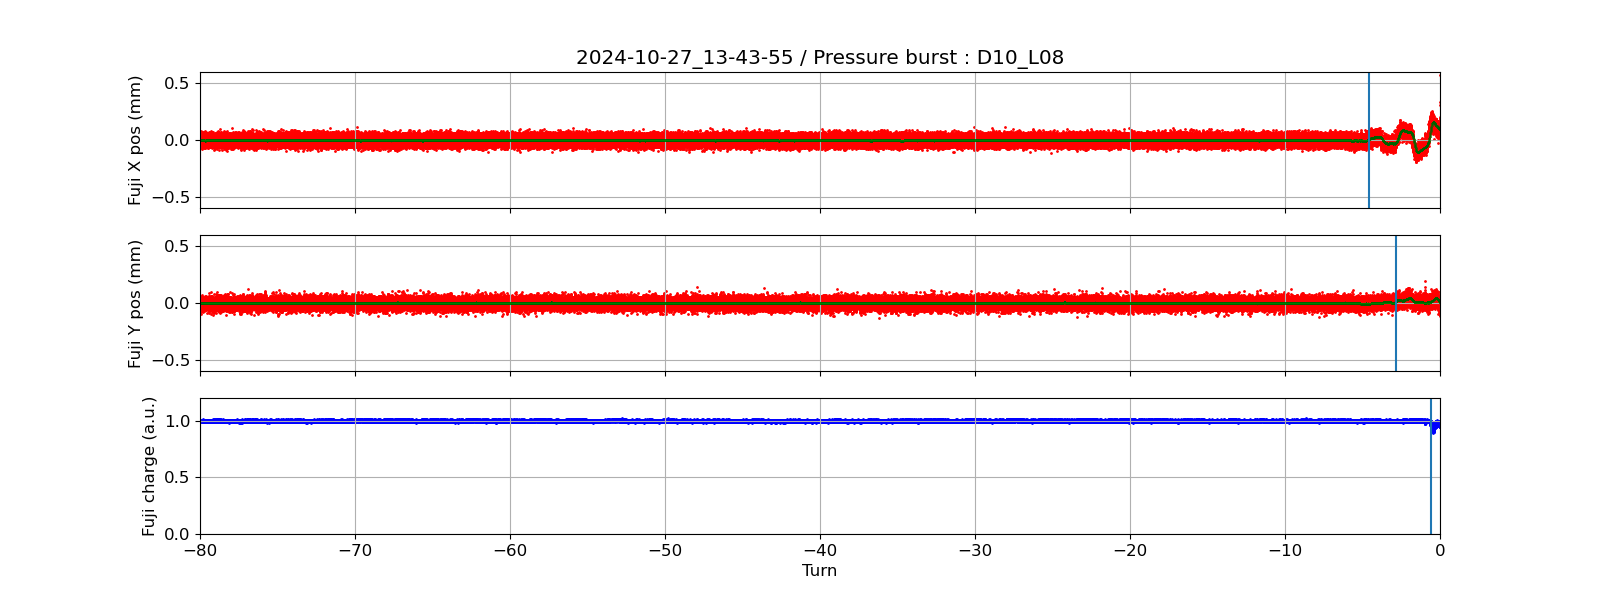 2024-10-27_13-43-55 / Pressure burst : D10_L08
Fuji X pos (mm)
0.5
0.0
−0.5
Fuji Y pos (mm)
0.5
0.0
−0.5
Fuji charge (a.u.)
1.0
0.5
0.0
−80 −70 −60 −50 −40 −30 −20 −10 0
Turn